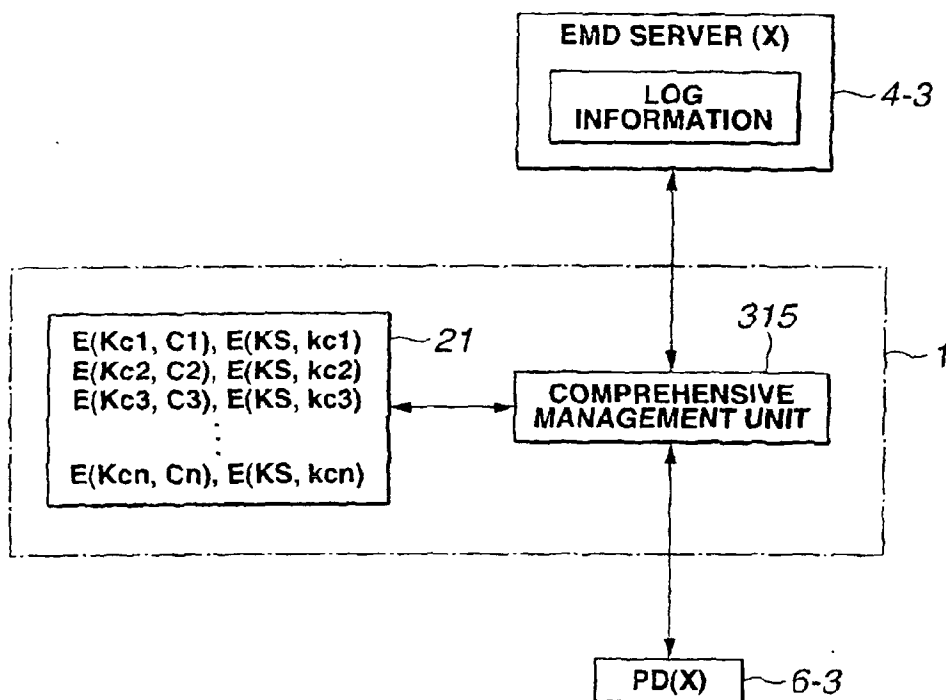 EMD SERVER (X)
LOG
INFORMATION
4-3
315
1
E(Kc1, C1), E(KS, kc1)
E(Kc2, C2), E(KS, kc2)
E(Kc3, C3), E(KS, kc3)
E(Kcn, Cn), E(KS, kcn)
21
COMPREHENSIVE
MANAGEMENT UNIT
PD(X)
6-3